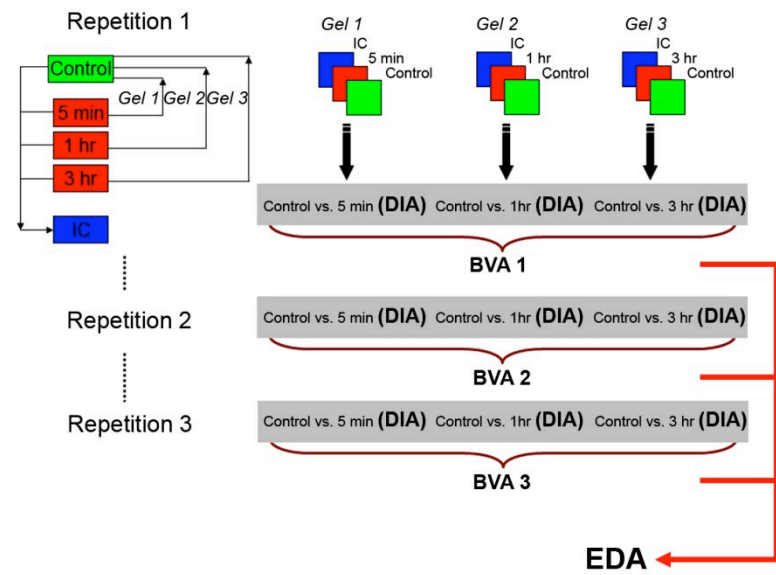 Repetition 1
Control
Gel 1 Gel 2 Gel 3
5 min
1 hr
3 hr
IC
Gel 1
IC
5 min
Control
Gel 2
IC
1 hr
Control
Gel 3
IC
3 hr
Control
Control vs. 5 min (DIA) Control vs. 1hr (DIA) Control vs. 3 hr (DIA)
BVA 1
Repetition 2
Control vs. 5 min (DIA) Control vs. 1hr (DIA) Control vs. 3 hr (DIA)
BVA 2
Repetition 3
Control vs. 5 min (DIA) Control vs. 1hr (DIA) Control vs. 3 hr (DIA)
BVA 3
EDA